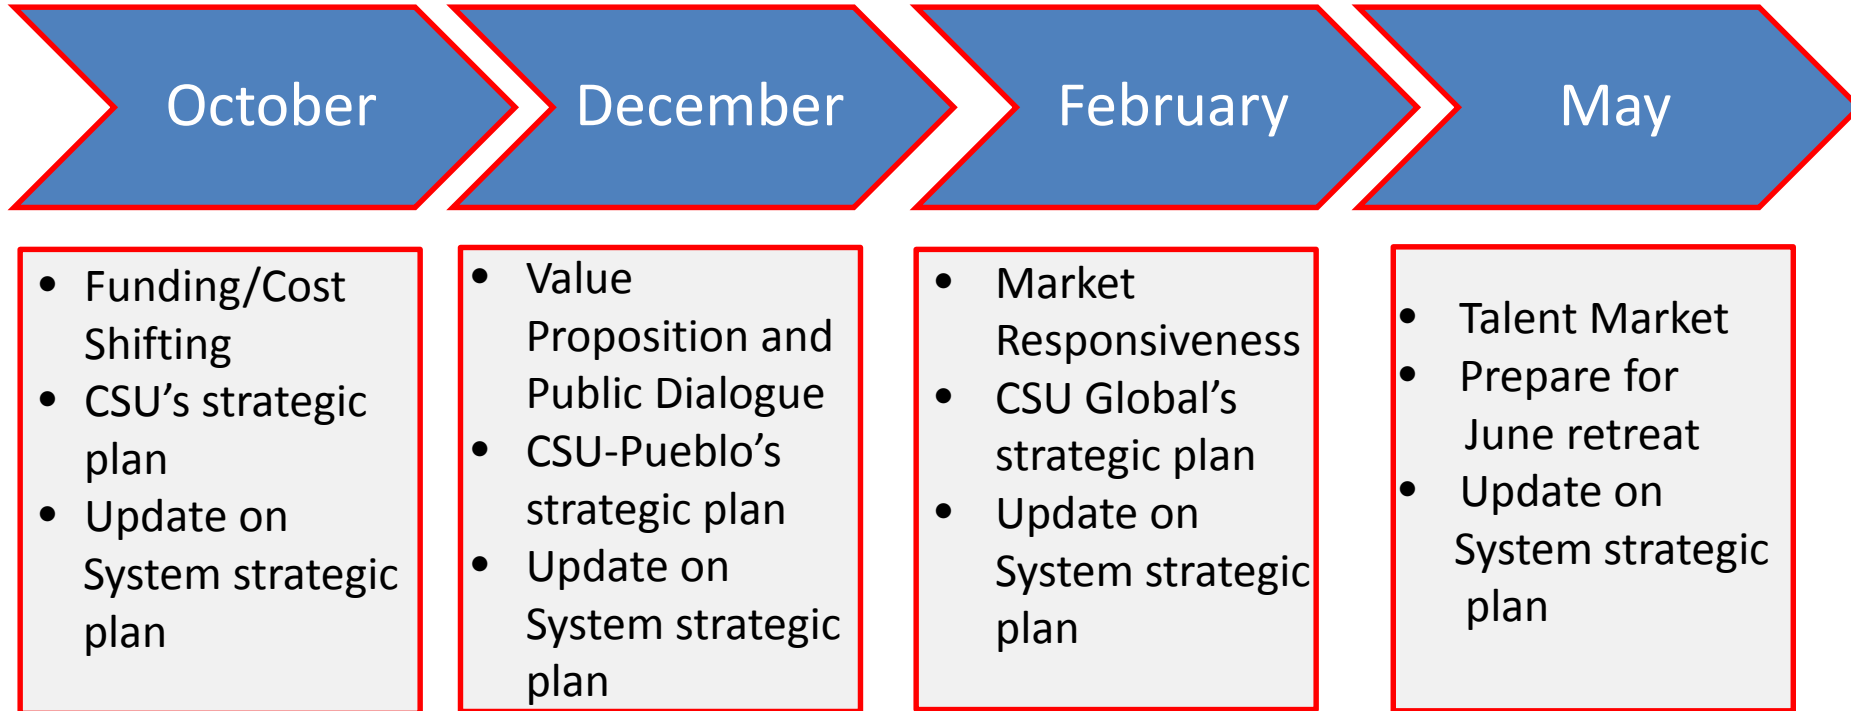 October
December
February
May
• Funding/Cost
Shifting
• CSU’s strategic
plan
• Update on
System strategic
plan
• Value
Proposition and
Public Dialogue
• CSU-Pueblo’s
strategic plan
• Update on
System strategic
plan
• Market
Responsiveness
• CSU Global’s
strategic plan
• Update on
System strategic
plan
• Talent Market
• Prepare for
June retreat
• Update on
System strategic
plan